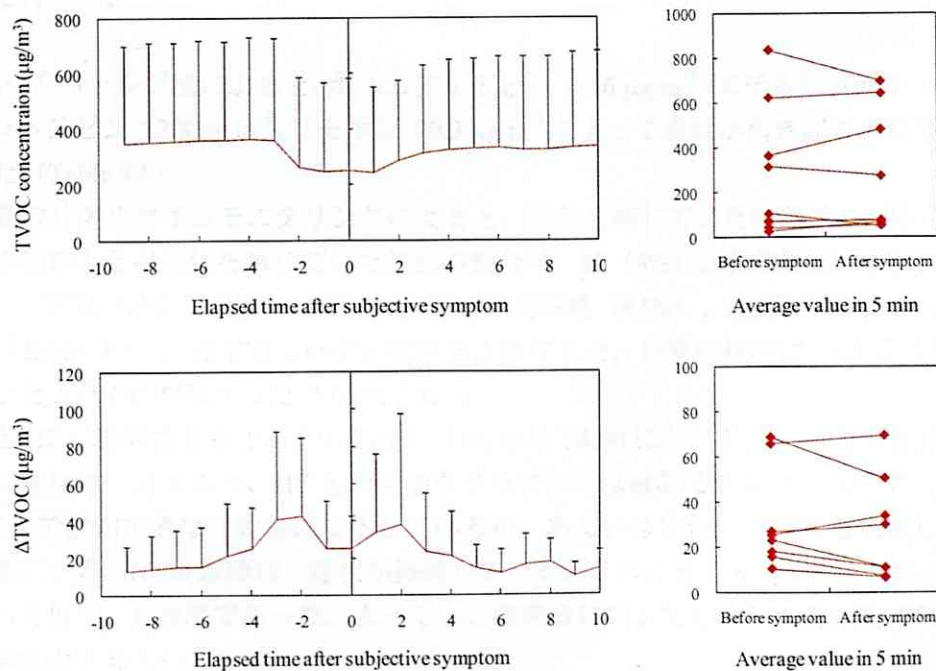 TVOC concentraion (μg/m³)
800
600
400
200
0
-10 -8 -6 -4 -2 0 2 4 6 8 10
Elapsed time after subjective symptom
1000
800
600
400
200
0
Before symptom After symptom
Average value in 5 min
ΔTVOC (μg/m³)
120
100
80
60
40
20
0
-10 -8 -6 -4 -2 0 2 4 6 8 10
Elapsed time after subjective symptom
100
80
60
40
20
0
Before symptom After symptom
Average value in 5 min